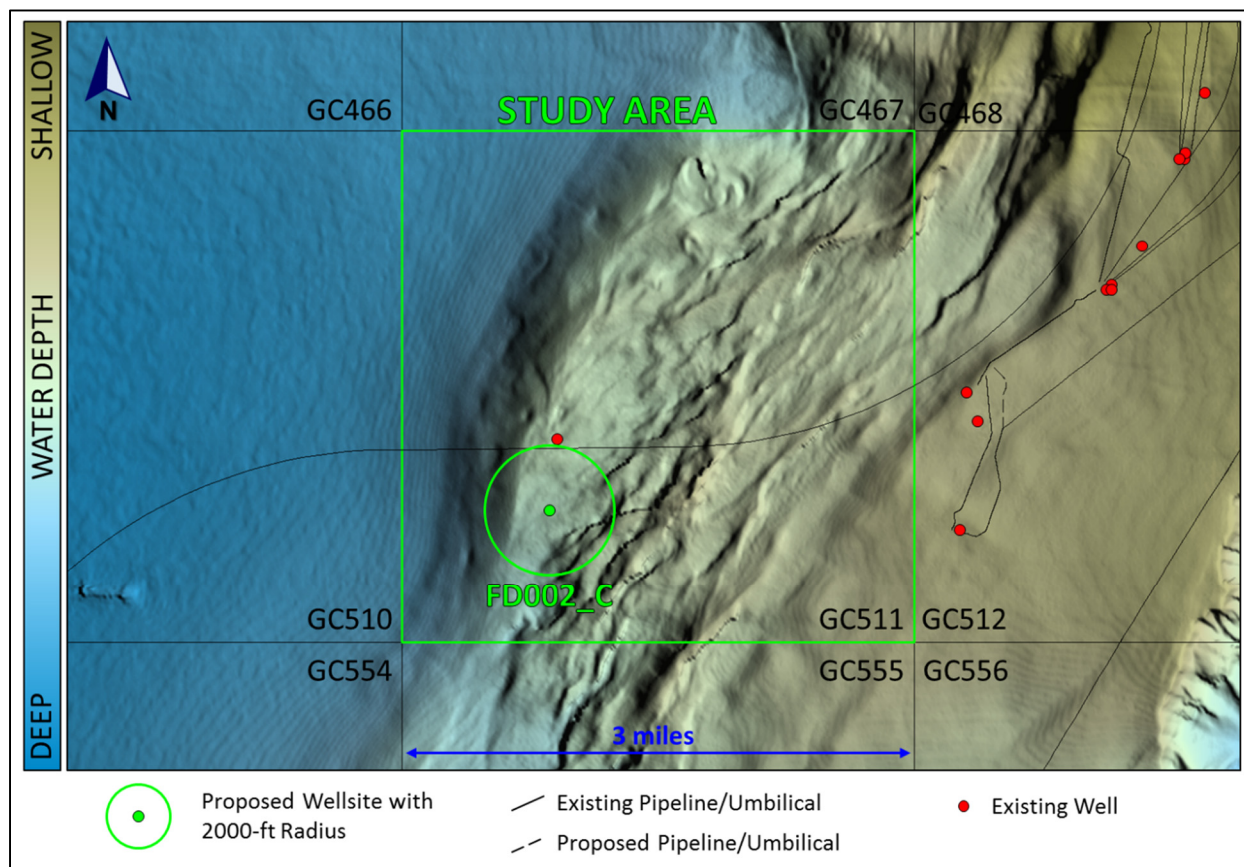 SHALLOW
WATER DEPTH
DEEP
N
GC466
STUDY AREA
GC467
GC468
FD002_C
GC510
GC511
GC512
GC554
GC555
GC556
3 miles
Proposed Wellsite with
2000-ft Radius
Existing Pipeline/Umbilical
Proposed Pipeline/Umbilical
Existing Well